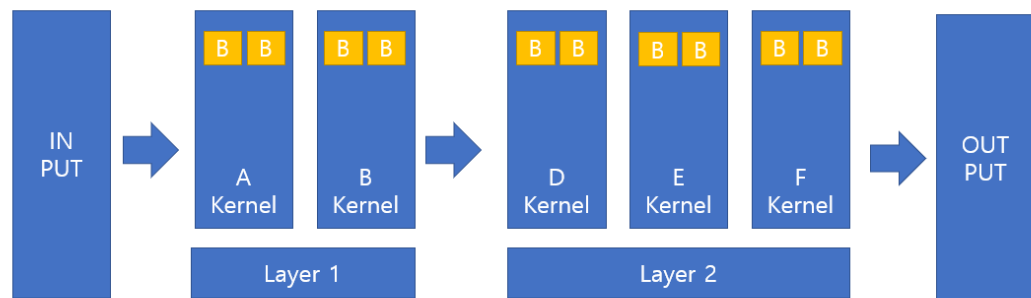 IN
PUT
B B
A
Kernel
B B
B
Kernel
Layer 1
B B
D
Kernel
B B
E
Kernel
B B
F
Kernel
Layer 2
OUT
PUT